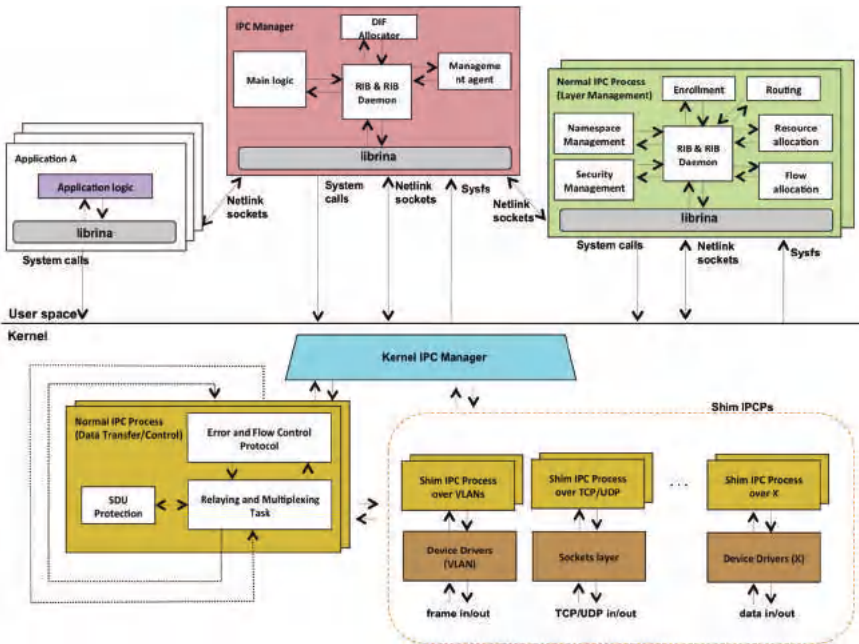 IPC Manager
DIF
Allocator
Main logic
Manageme
nt agent
RIB & RIB
Daemon
librina
Normal IPC Process
(Layer Management)
Enrollment
Routing
Namespace
Management
RIB & RIB
Daemon
Resource
allocation
Security
Management
Flow
allocation
librina
Application A
Application logic
librina
System calls
Netlink
sockets
System
calls
Netlink
sockets
Sysfs
Netlink
sockets
System calls
Netlink
sockets
Sysfs
User space
Kernel
Kernel IPC Manager
Normal IPC Process
(Data Transfer/Control)
Error and Flow Control
Protocol
SDU
Protection
Relaying and Multiplexing
Task
Shim IPCPs
Shim IPC Process
over VLANs
Shim IPC Process
over TCP/UDP
. . .
Shim IPC Process
over X
Device Drivers
(VLAN)
Sockets layer
Device Drivers (X)
frame in/out
TCP/UDP in/out
data in/out